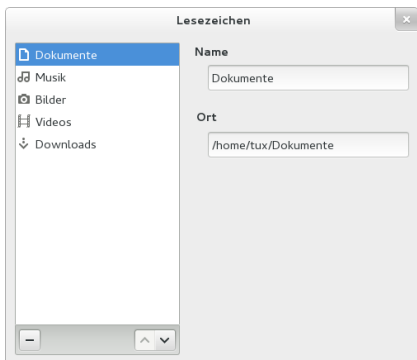 Lesezeichen
Dokumente
Musik
Bilder
Videos
Downloads
Name
Dokumente
Ort
/home/tux/Dokumente